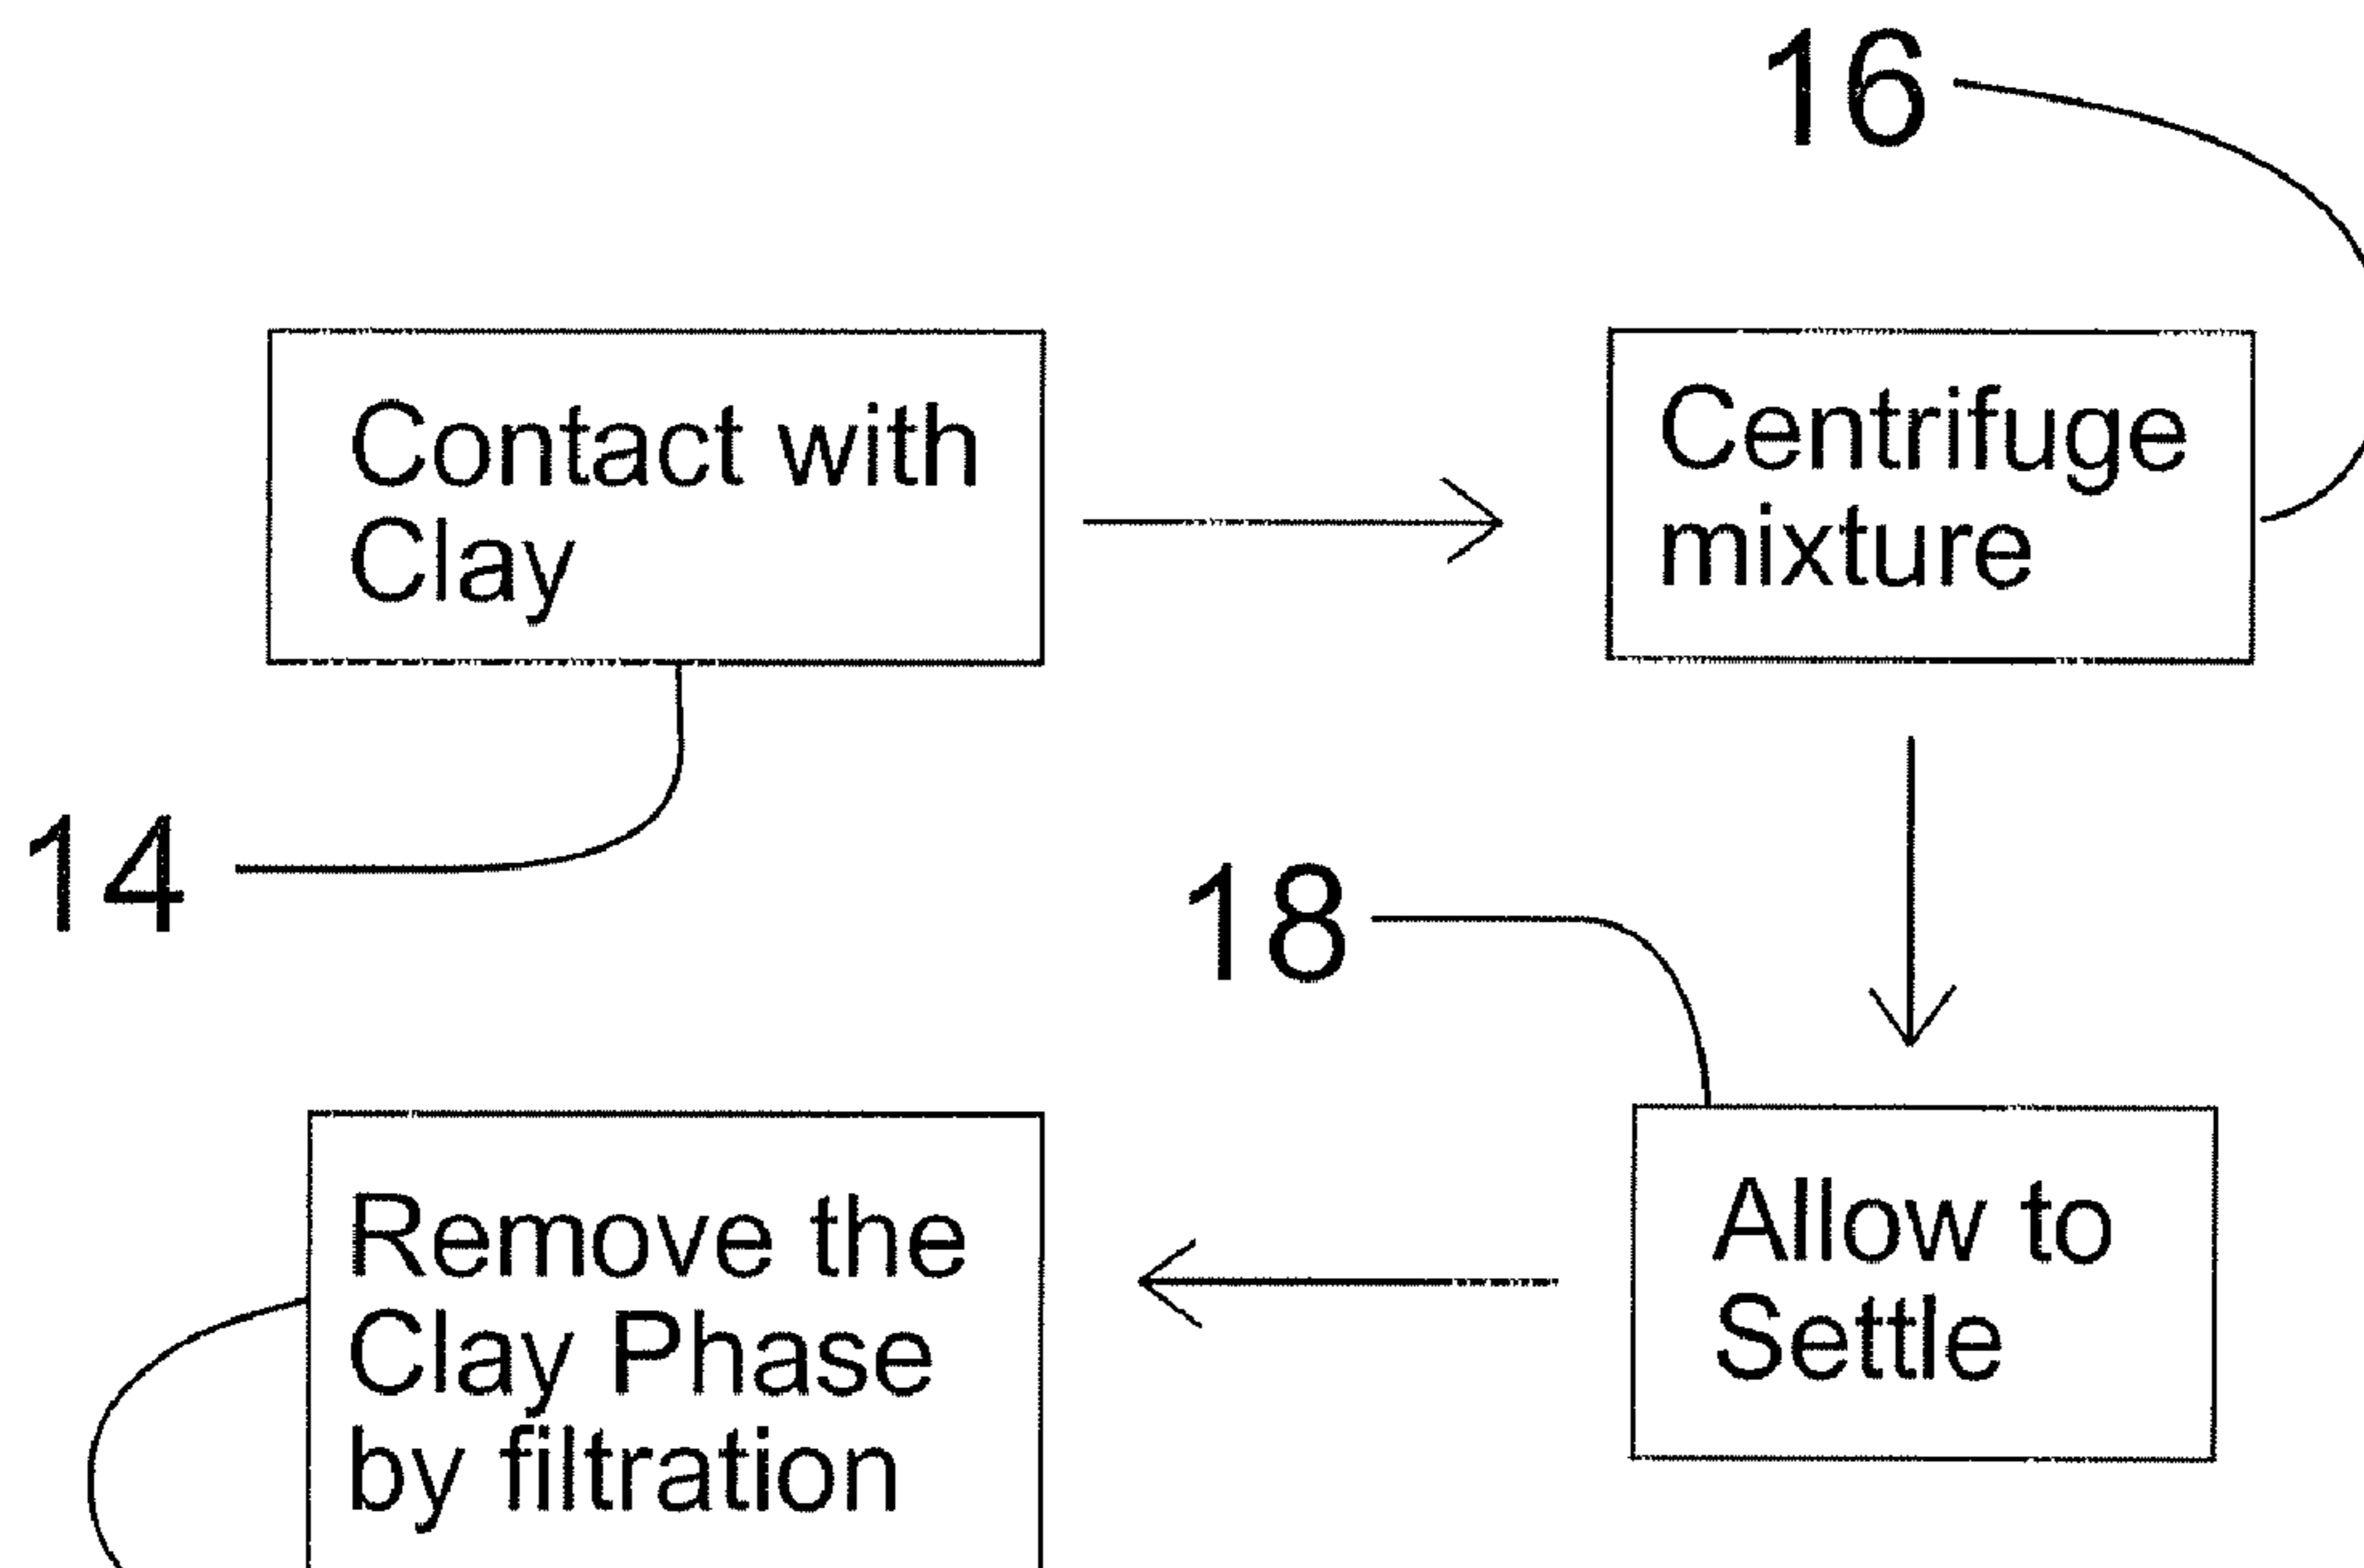 16
Contact with
Clay
Centrifuge
mixture
14
18
Remove the
Clay Phase
by filtration
Allow to
Settle